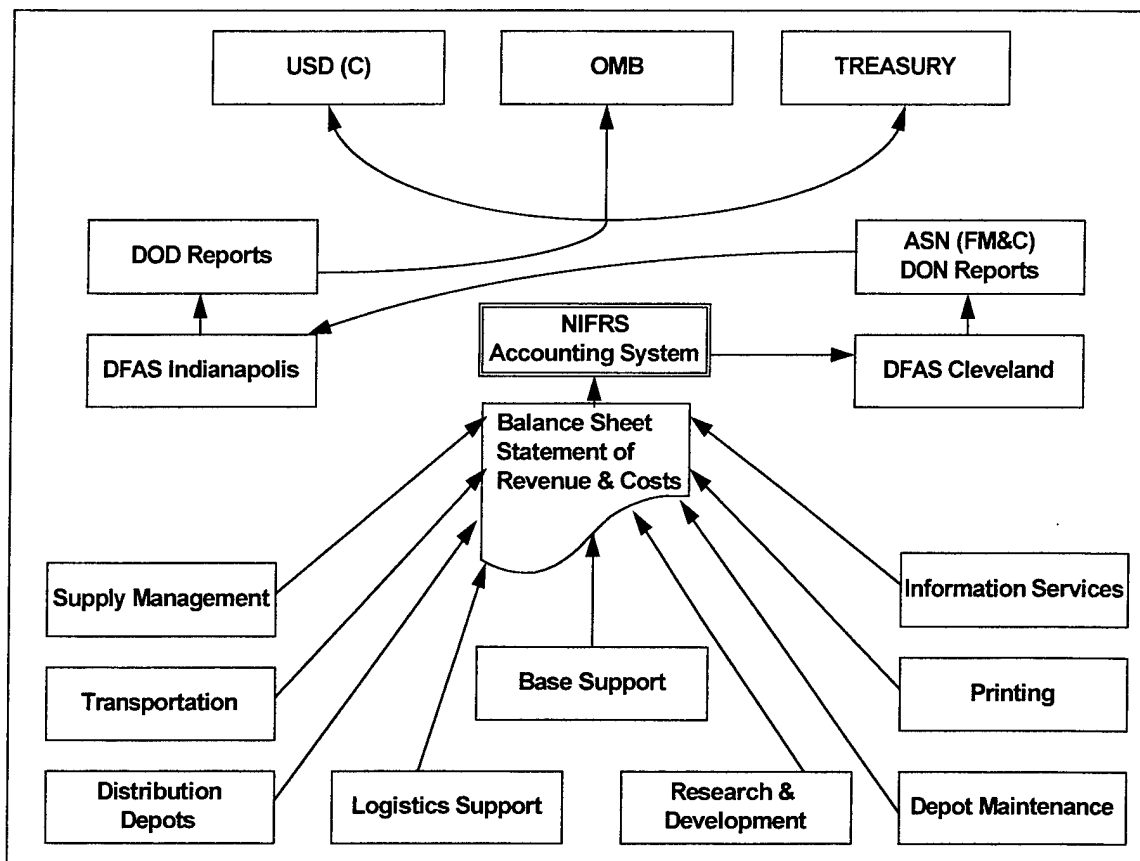 USD (C)
OMB
TREASURY
DOD Reports
ASN (FM&C)
DON Reports
NIFRS
Accounting System
DFAS Indianapolis
DFAS Cleveland
Balance Sheet
Statement of
Revenue & Costs
Supply Management
Information Services
Base Support
Transportation
Printing
Distribution
Depots
Logistics Support
Research &
Development
Depot Maintenance